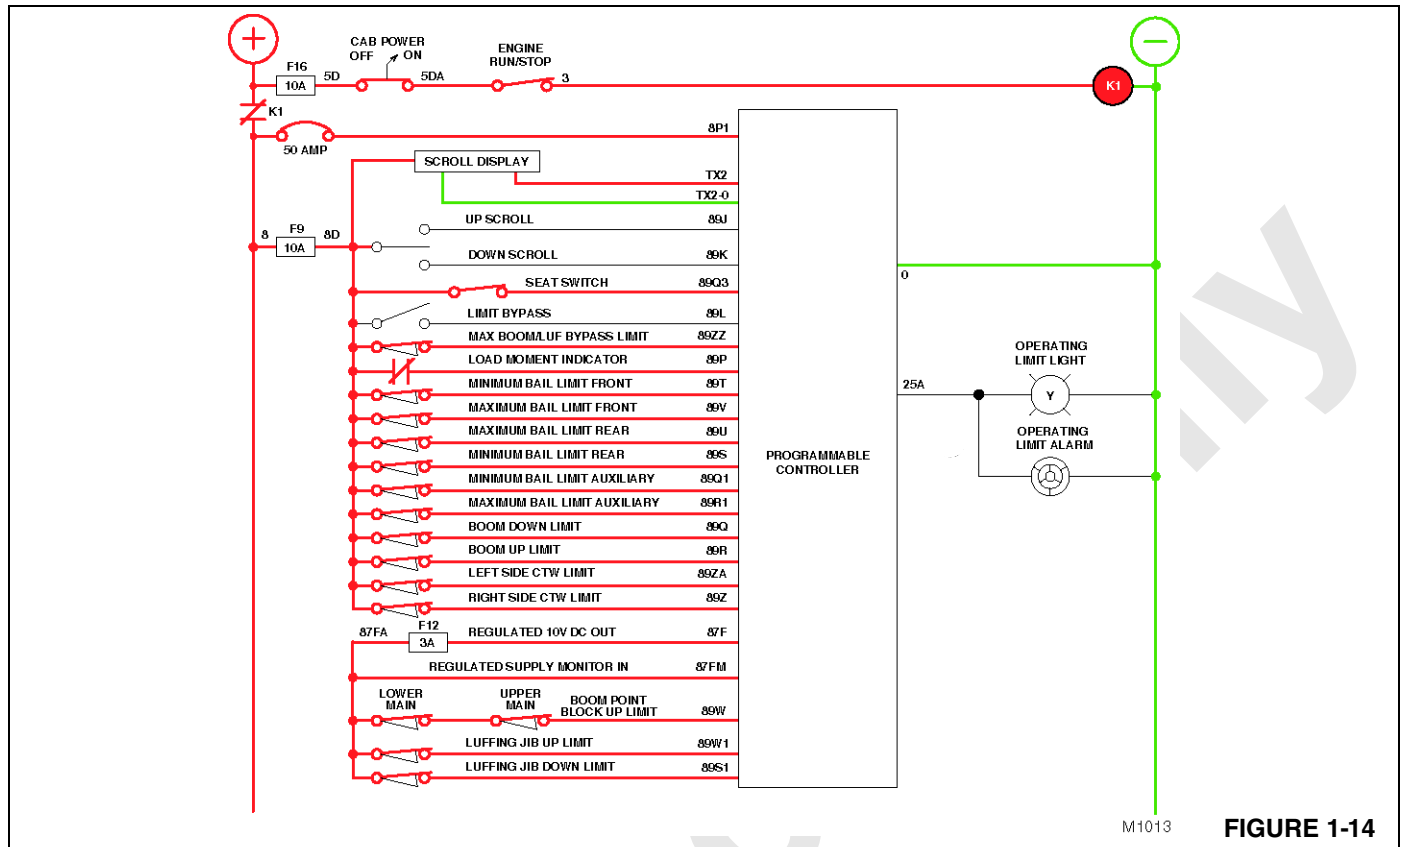 +
−
CAB POWER
OFF ON
ENGINE
RUN/STOP
F16
10A
5D
5DA
3
K1
K1
50 AMP
8P1
SCROLL DISPLAY
TX2
TX2-0
UP SCROLL 89J
8 F9 8D
10A
DOWN SCROLL 89K
SEAT SWITCH 89Q3
LIMIT BYPASS 89L
MAX BOOM/LUF BYPASS LIMIT 89ZZ
LOAD MOMENT INDICATOR 89P
MINIMUM BAIL LIMIT FRONT 89T
MAXIMUM BAIL LIMIT FRONT 89V
MAXIMUM BAIL LIMIT REAR 89U
MINIMUM BAIL LIMIT REAR 89S
MINIMUM BAIL LIMIT AUXILIARY 89Q1
MAXIMUM BAIL LIMIT AUXILIARY 89R1
BOOM DOWN LIMIT 89Q
BOOM UP LIMIT 89R
LEFT SIDE CTW LIMIT 89ZA
RIGHT SIDE CTW LIMIT 89Z
87FA F12 REGULATED 10V DC OUT 87F
3A
REGULATED SUPPLY MONITOR IN 87FM
LOWER
MAIN
UPPER
MAIN
BOOM POINT
BLOCK UP LIMIT
89W
LUFFING JIB UP LIMIT 89W1
LUFFING JIB DOWN LIMIT 89S1
PROGRAMMABLE
CONTROLLER
0
25A
OPERATING
LIMIT LIGHT
Y
OPERATING
LIMIT ALARM
M1013
FIGURE 1-14